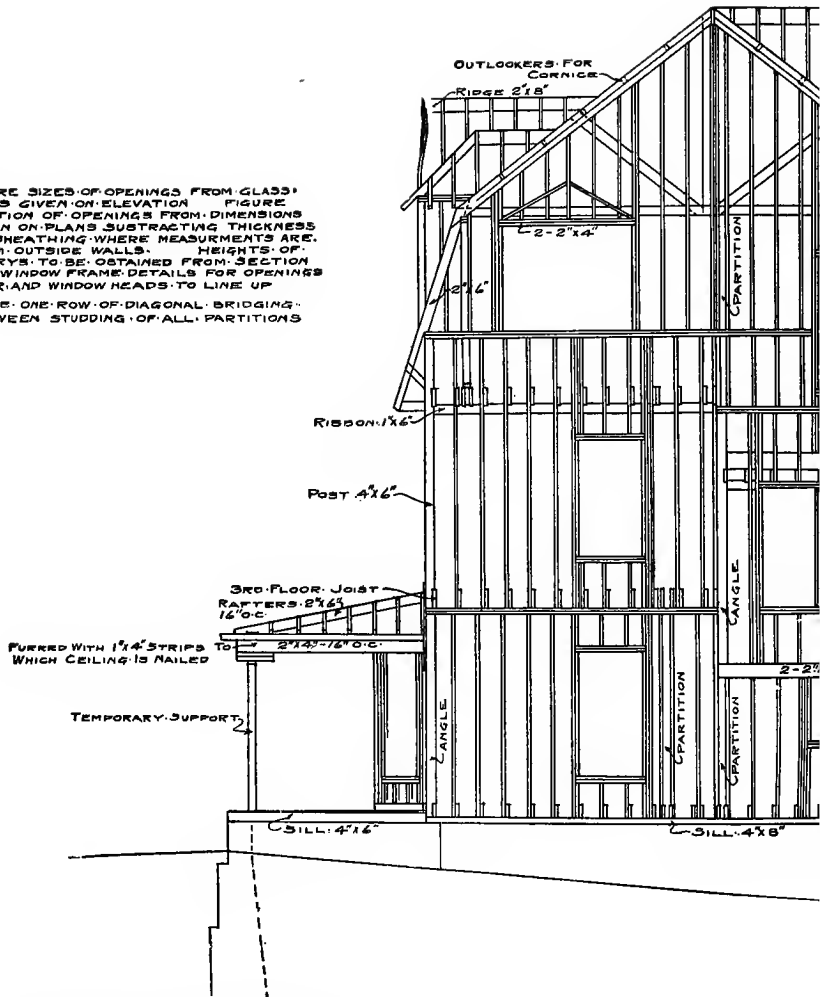 OUTLOOKERS·FOR
CORNICE
RIDGE 2"X8"
RE SIZES·OF·OPENINGS FROM·GLASS·
S GIVEN·ON·ELEVATION FIGURE
TION OF·OPENINGS FROM·DIMENSIONS
N ON·PLANS SUBTRACTING THICKNESS
HEATHING·WHERE MEASURMENTS ARE.
·OUTSIDE WALLS· HEIGHTS·OF·
RYS·TO·BE·OBTAINED FROM·SECTION
WINDOW FRAME·DETAILS FOR OPENINGS
R·AND WINDOW HEADS·TO LINE UP
E·ONE·ROW·OF·DIAGONAL·BRIDGING·
VEEN STUDDING·OF·ALL·PARTITIONS
2-2"X4"
2"X6"
PARTITION
RIBBON·1"X6"
POST 4"X6"
3RD·FLOOR·JOIST
RAFTERS·2"X6"
16"O·C·
FURRED WITH 1"X4" STRIPS TO
WHICH CEILING·IS NAILED
2"X4"-16" O·C·
ANGLE
2-2"
TEMPORARY·SUPPORT
ANGLE
PARTITION
PARTITION
SILL·4"X6"
SILL·4"X8"